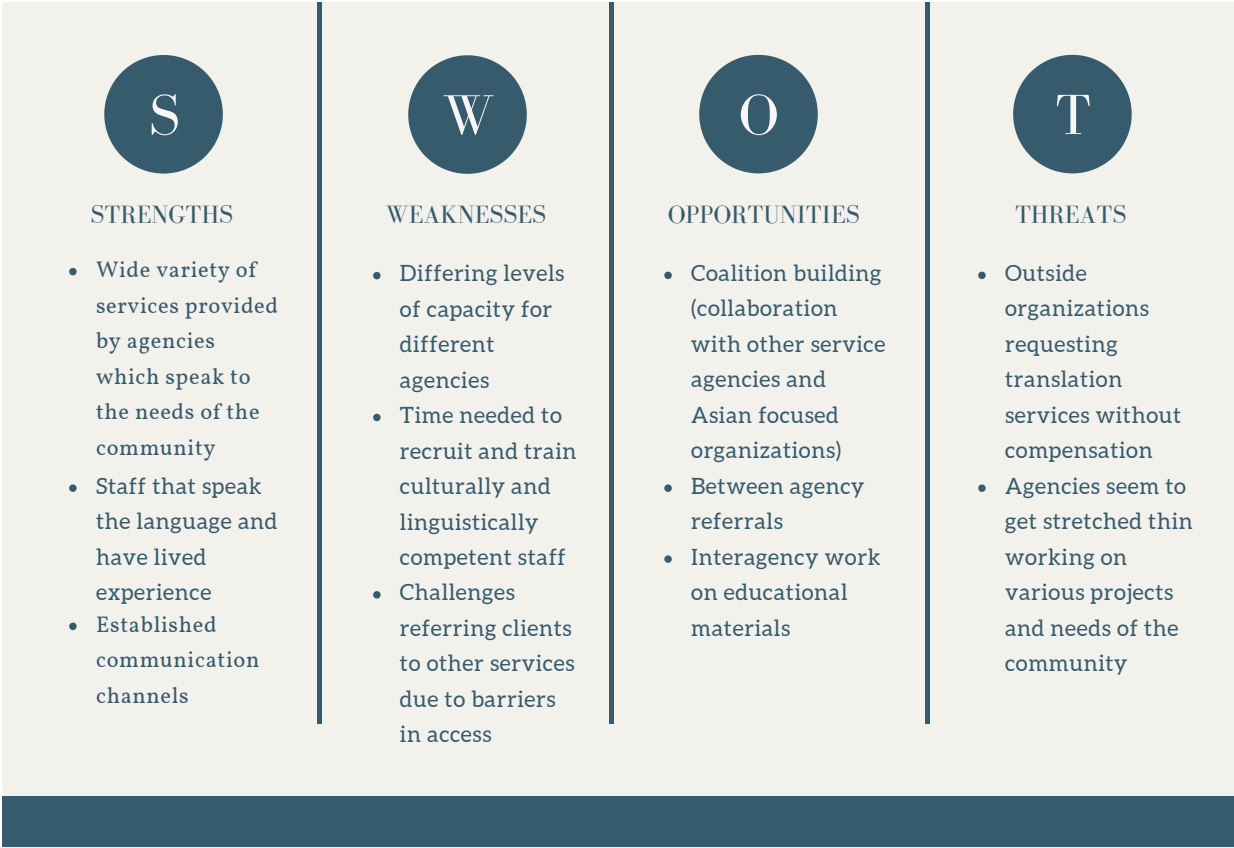 S
STRENGTHS
• Wide variety of
services provided
by agencies
which speak to
the needs of the
community
• Staff that speak
the language and
have lived
experience
• Established
communication
channels
W
WEAKNESSES
• Differing levels
of capacity for
different
agencies
• Time needed to
recruit and train
culturally and
linguistically
competent staff
• Challenges
referring clients
to other services
due to barriers
in access
O
OPPORTUNITIES
• Coalition building
(collaboration
with other service
agencies and
Asian focused
organizations)
• Between agency
referrals
• Interagency work
on educational
materials
T
THREATS
• Outside
organizations
requesting
translation
services without
compensation
• Agencies seem to
get stretched thin
working on
various projects
and needs of the
community